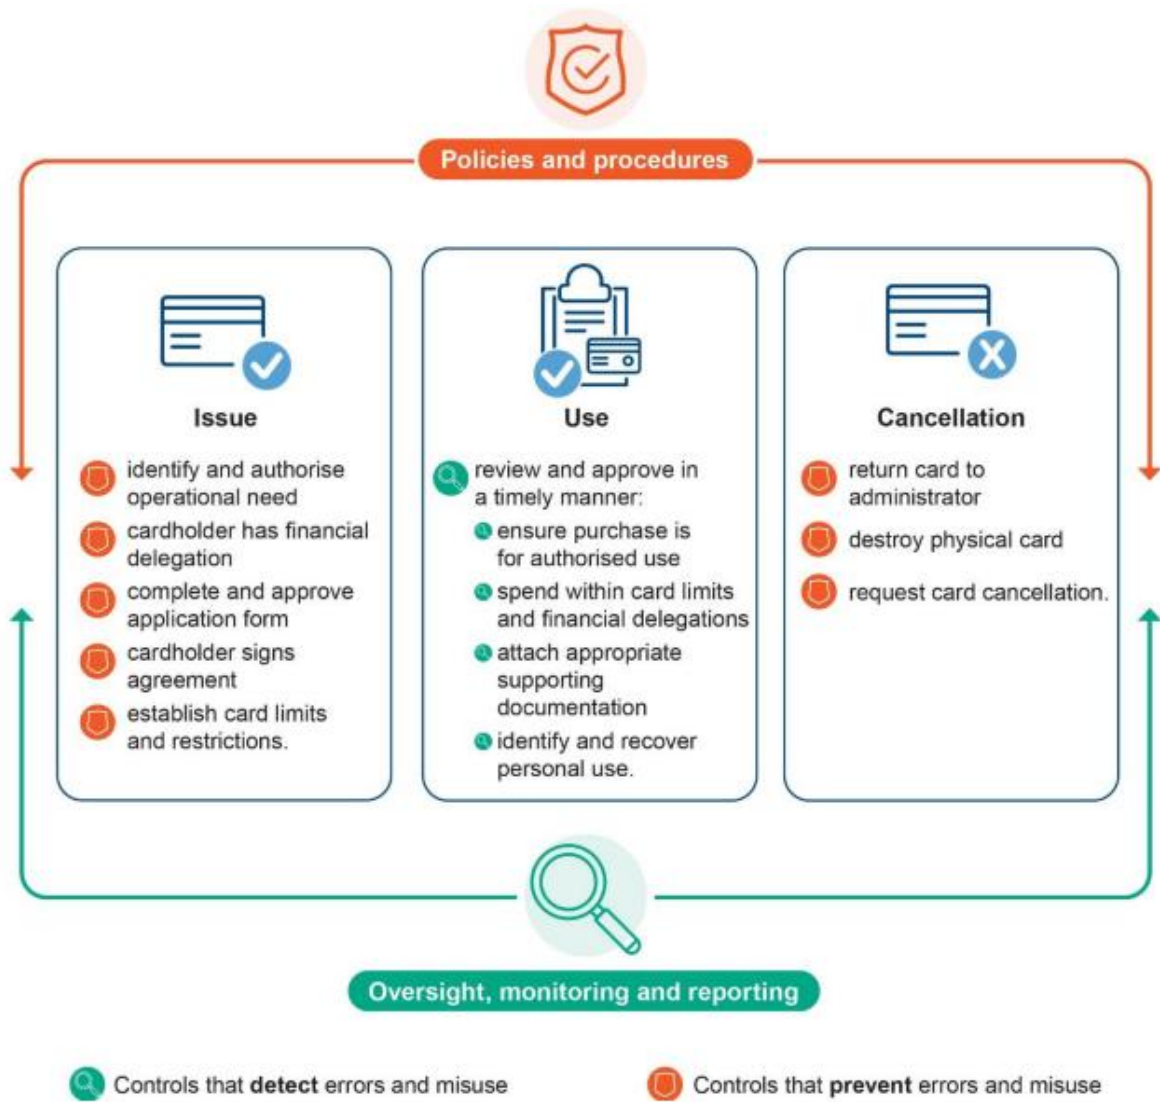 Policies and procedures
Issue
identify and authorise
operational need
cardholder has financial
delegation
complete and approve
application form
cardholder signs
agreement
establish card limits
and restrictions.
Use
review and approve in
a timely manner:
ensure purchase is
for authorised use
spend within card limits
and financial delegations
attach appropriate
supporting
documentation
identify and recover
personal use.
Cancellation
return card to
administrator
destroy physical card
request card cancellation.
Oversight, monitoring and reporting
Controls that detect errors and misuse
Controls that prevent errors and misuse